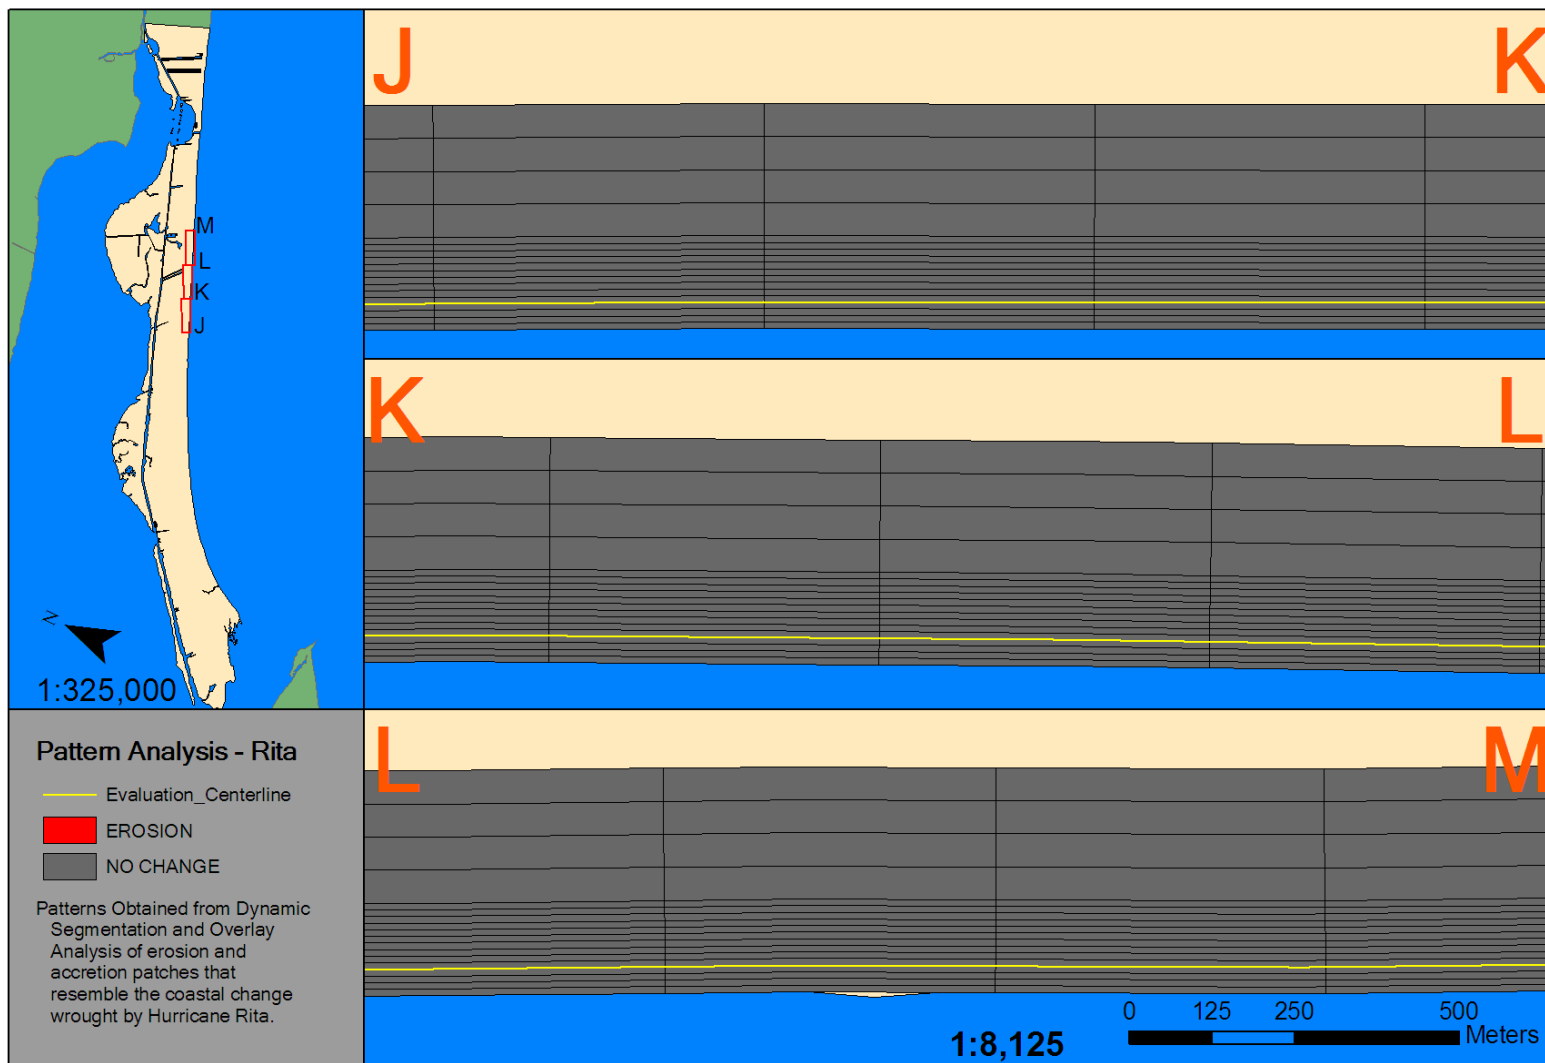 M
L
K
J
N
1:325,000
Pattern Analysis - Rita
Evaluation_Centerline
EROSION
NO CHANGE
Patterns Obtained from Dynamic
Segmentation and Overlay
Analysis of erosion and
accretion patches that
resemble the coastal change
wrought by Hurricane Rita.
J K
K L
L M
0 125 250 500
Meters
1:8,125